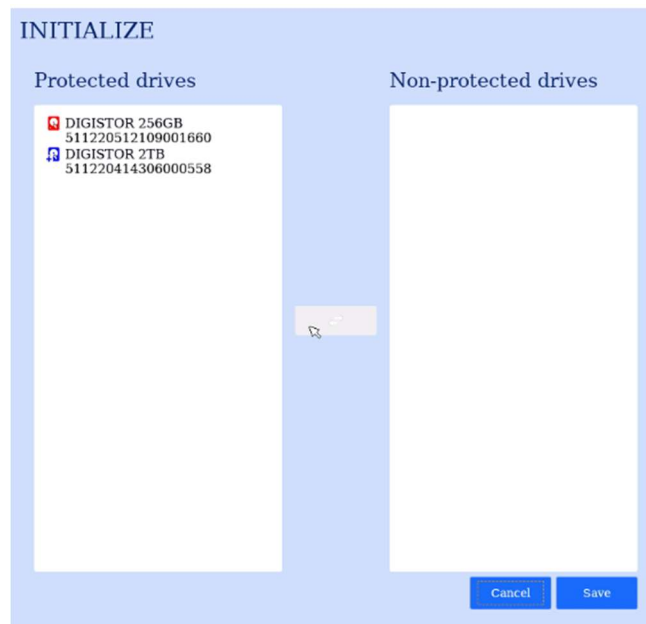 INITIALIZE
Protected drives
Non-protected drives
DIGISTOR 256GB
511220512109001660
DIGISTOR 2TB
511220414306000558
Cancel
Save